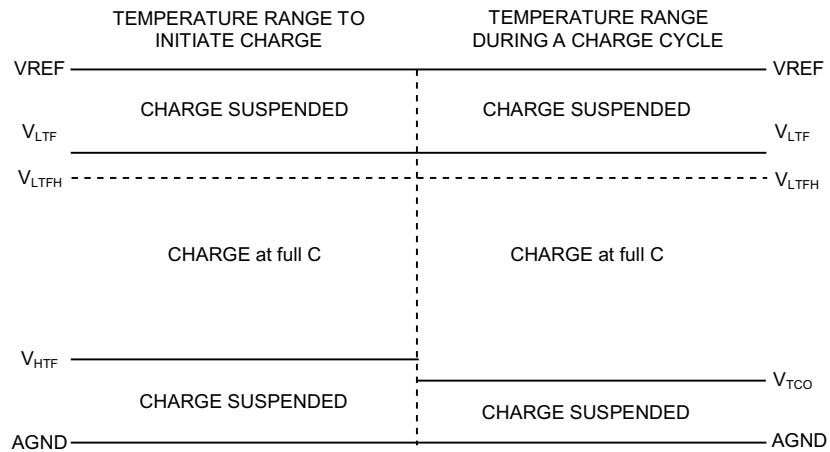 TEMPERATURE RANGE TO
INITIATE CHARGE
TEMPERATURE RANGE
DURING A CHARGE CYCLE
VREF
VREF
CHARGE SUSPENDED
CHARGE SUSPENDED
VLTF
VLTF
VLTFH
VLTFH
CHARGE at full C
CHARGE at full C
VHTF
VTCO
CHARGE SUSPENDED
CHARGE SUSPENDED
AGND
AGND